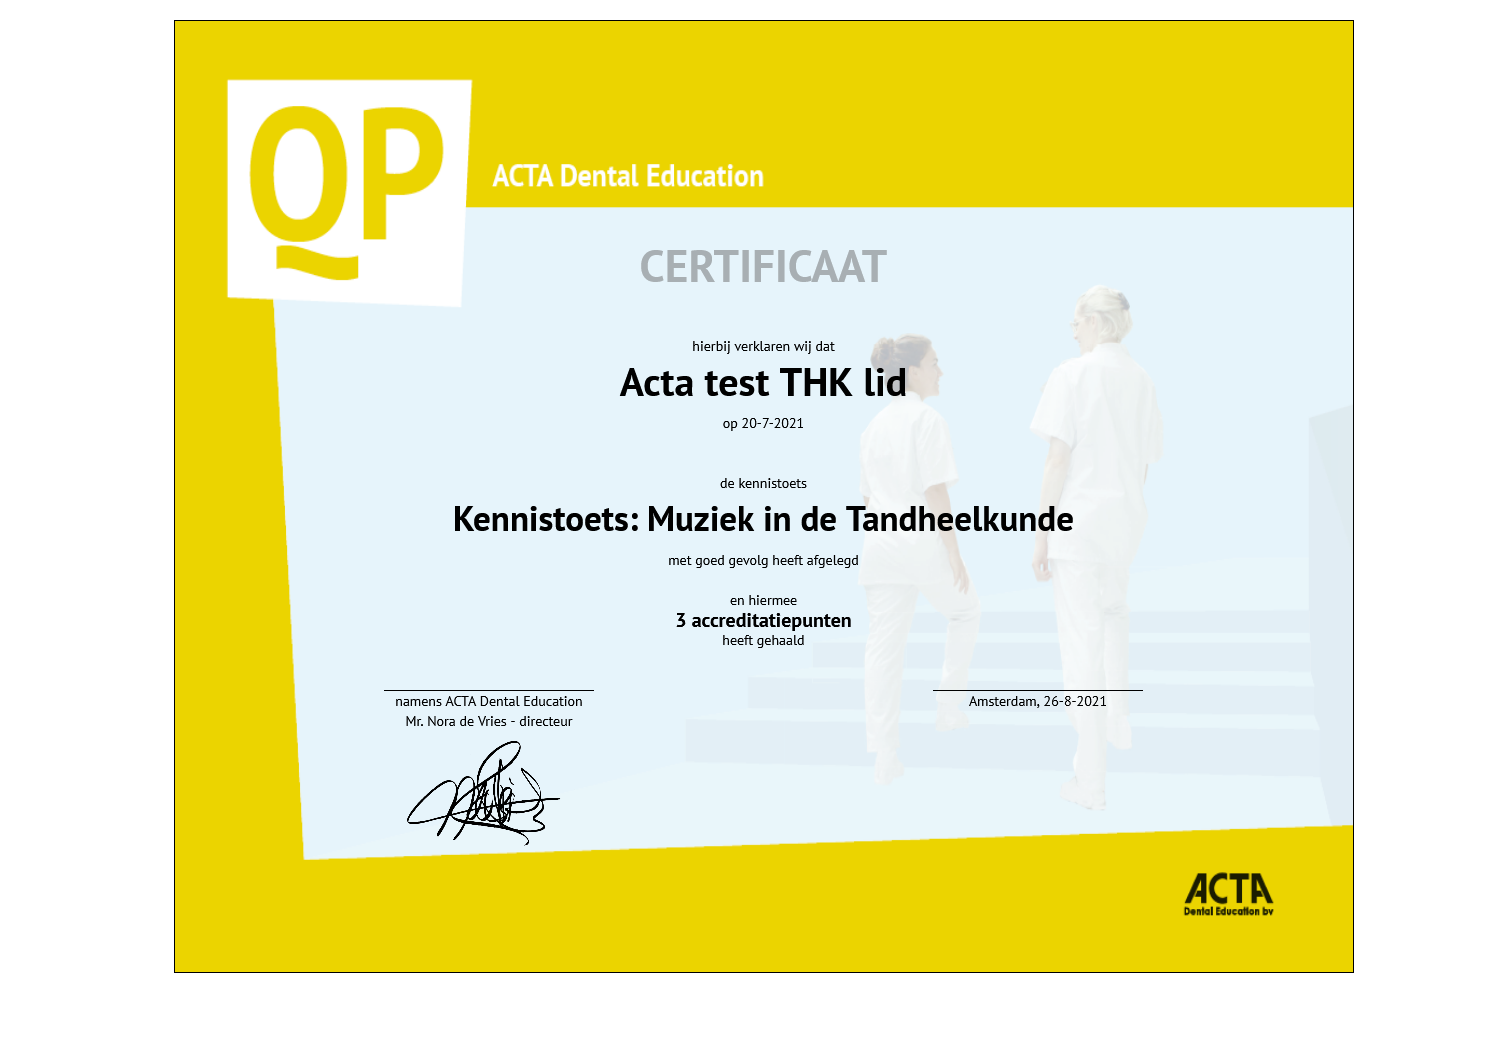 QP
ACTA Dental Education
CERTIFICAAT
hierbij verklaren wij dat
Acta test THK lid
op 20-7-2021
de kennistoets
Kennistoets: Muziek in de Tandheelkunde
met goed gevolg heeft afgelegd
en hiermee
3 accreditatiepunten
heeft gehaald
namens ACTA Dental Education
Mr. Nora de Vries - directeur
Amsterdam, 26-8-2021
ACTA
Dental Education bv